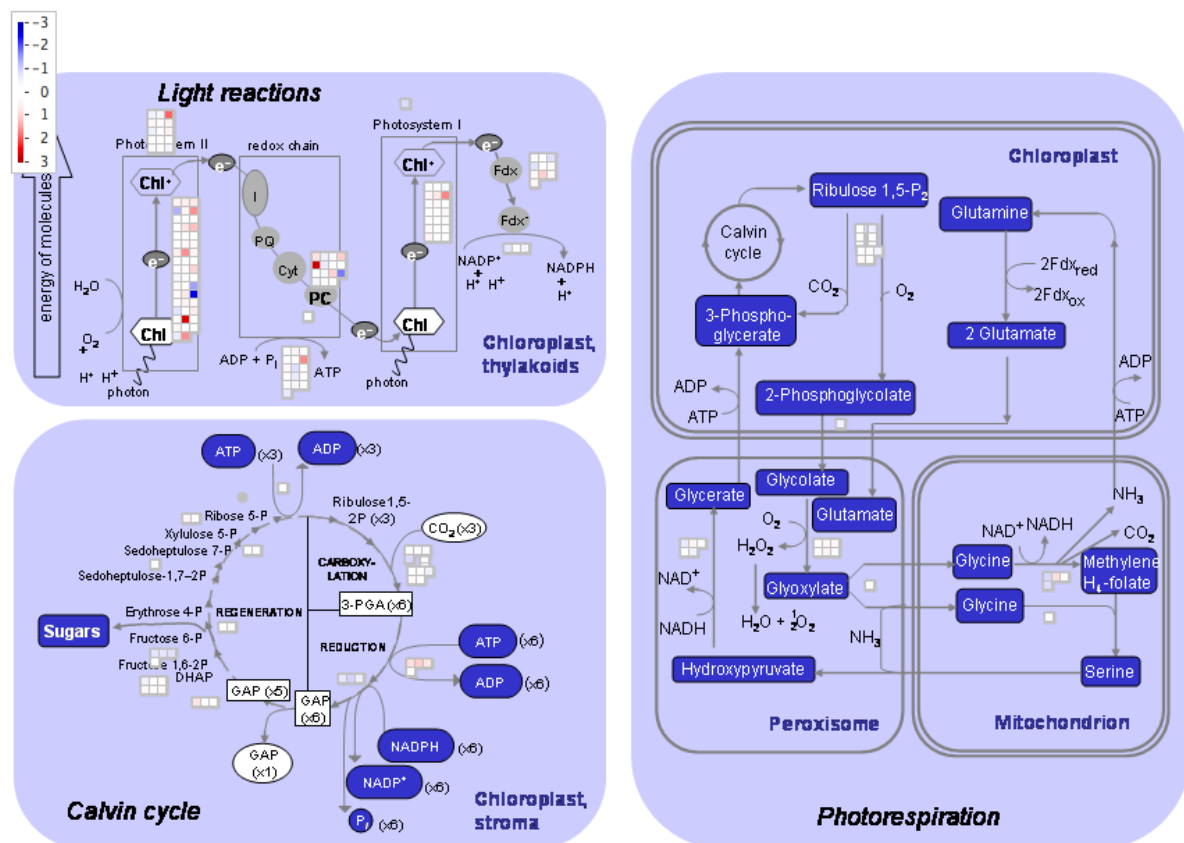 -3
-2
-1
0
1
2
3
energy of molecules
Light reactions
Photosystem I
redox chain
e-
Chl+
Chl+
e-
Fdx
I
Fdx-
PQ
e-
e-
NADP+
+
H+ H+
NADPH
+
H+
Cyt
PC
H2O
O2
+
H+ H+
Chl
e-
Chl
ADP + Pi
ATP
photon
photon
Chloroplast,
thylakoids
ATP (x3)
ADP (x3)
Ribulose 1,5-
2P (x3)
CO2 (x3)
Ribose 5-P
Xylulose 5-P
Sedoheptulose 7-P
Sedoheptulose-1,7-2P
CARBOXY-
LATION
3-PGA (x6)
Erythrose 4-P
REGENERATION
Sugars
Fructose 6-P
REDUCTION
ATP (x6)
Fructose 1,6-2P
DHAP
ADP (x6)
GAP (x5)
GAP
(x6)
GAP
(x1)
NADPH (x6)
NADP+ (x6)
Pi (x6)
Calvin cycle
Chloroplast,
stroma
Chloroplast
Ribulose 1,5-P2
Glutamine
Calvin
cycle
2Fdxred
2Fdxox
CO2
O2
3-Phospho-
glycerate
2 Glutamate
ADP
ATP
ADP
ATP
2-Phosphoglycolate
Glycerate
Glycolate
Glutamate
NH3
O2
H2O2
NAD+
NADH
CO2
NAD+
NADH
Glyoxylate
Glycine
Methylene
H4-folate
Glycine
H2O + ½O2
NH3
Hydroxypyruvate
Serine
Peroxisome
Mitochondrion
Photorespiration